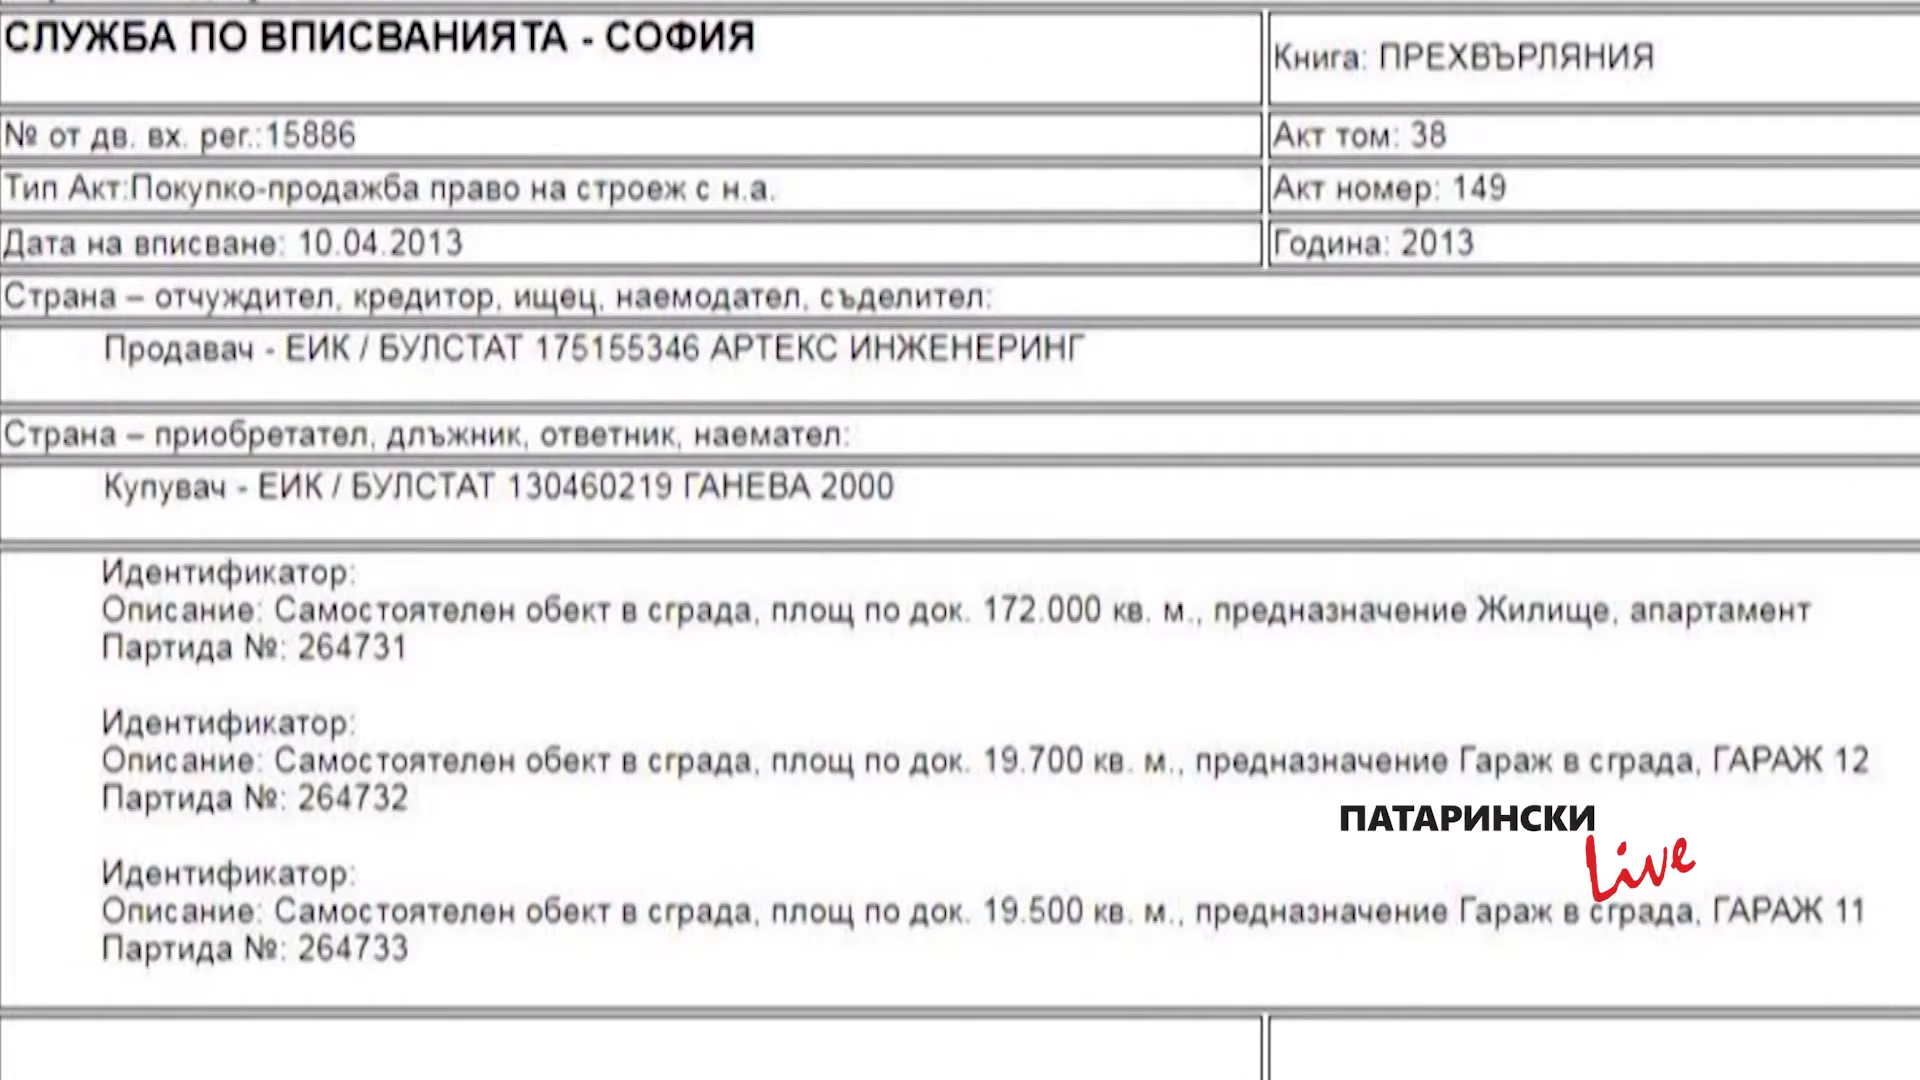 СЛУЖБА ПО ВПИСВАНИЯТА - СОФИЯ
Книга: ПРЕХВЪРЛЯНИЯ
№ от дв. вх. рег.:15886
Акт том: 38
Тип Акт:Покупко-продажба право на строеж с н.а.
Акт номер: 149
Дата на вписване: 10.04.2013
Година: 2013
Страна – отчуждител, кредитор, ищец, наемодател, съделител:
Продавач - ЕИК / БУЛСТАТ 175155346 АРТЕКС ИНЖЕНЕРИНГ
Страна – приобретател, длъжник, ответник, наемател:
Купувач - ЕИК / БУЛСТАТ 130460219 ГАНЕВА 2000
Идентификатор:
Описание: Самостоятелен обект в сграда, площ по док. 172.000 кв. м., предназначение Жилище, апартамент
Партида №: 264731
Идентификатор:
Описание: Самостоятелен обект в сграда, площ по док. 19.700 кв. м., предназначение Гараж в сграда, ГАРАЖ 12
Партида №: 264732
ПАТАРИНСКИ
Live
Идентификатор:
Описание: Самостоятелен обект в сграда, площ по док. 19.500 кв. м., предназначение Гараж в сграда, ГАРАЖ 11
Партида №: 264733